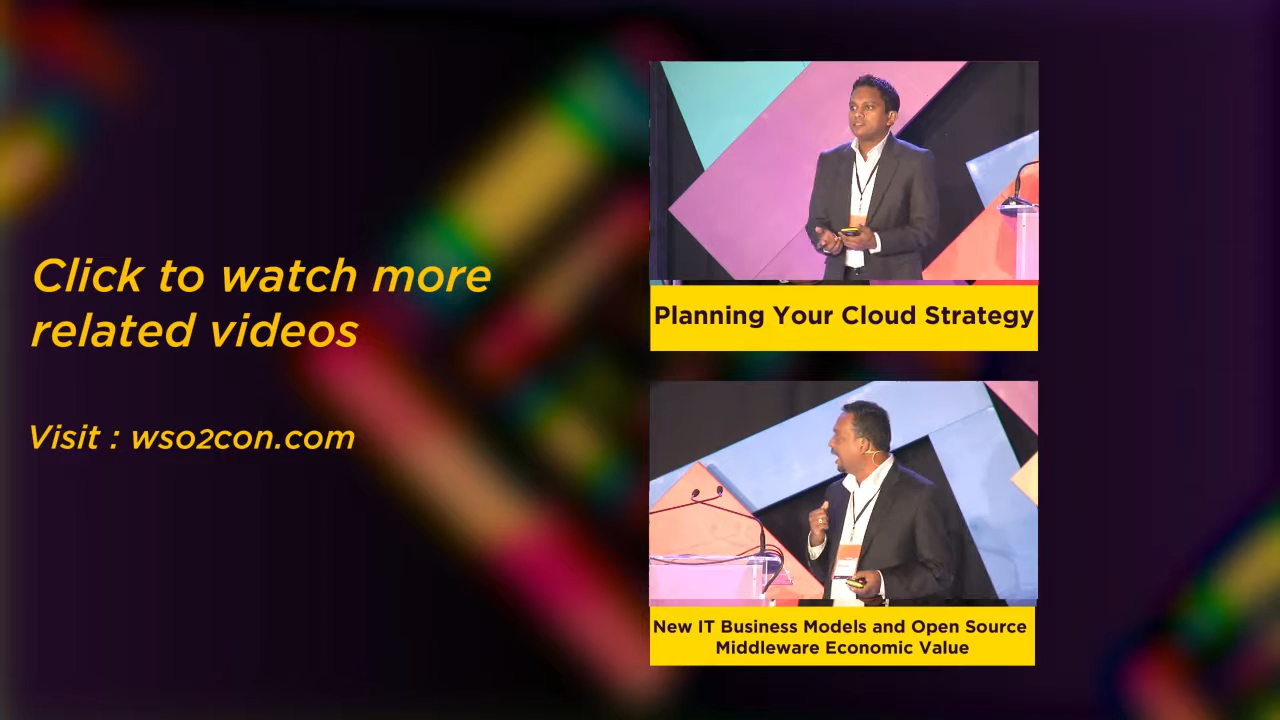 Click to watch more
related videos
Visit : wso2con.com
Planning Your Cloud Strategy
New IT Business Models and Open Source
Middleware Economic Value